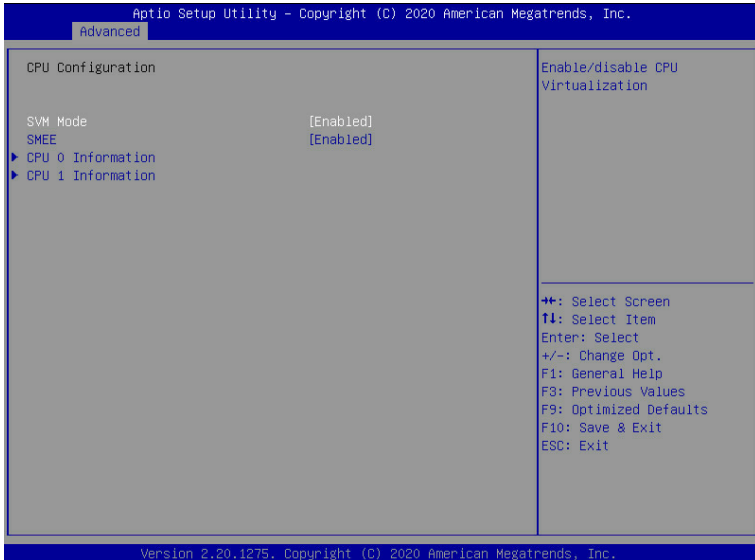 Aptio Setup Utility – Copyright (C) 2020 American Megatrends, Inc.
Advanced
CPU Configuration
SVM Mode [Enabled]
SMEE [Enabled]
CPU 0 Information
CPU 1 Information
Enable/disable CPU
Virtualization
→←: Select Screen
↑↓: Select Item
Enter: Select
+/-: Change Opt.
F1: General Help
F3: Previous Values
F9: Optimized Defaults
F10: Save & Exit
ESC: Exit
Version 2.20.1275. Copyright (C) 2020 American Megatrends, Inc.